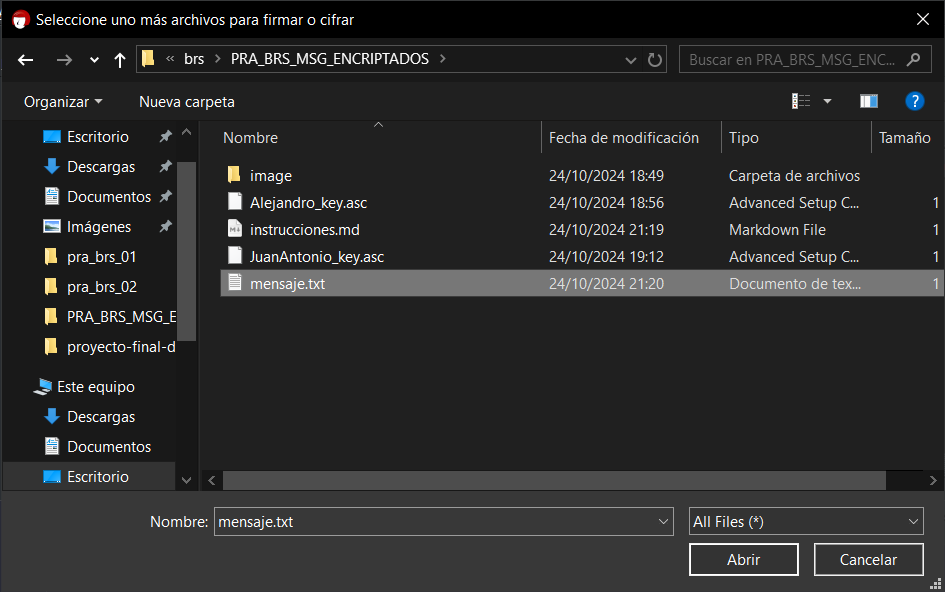 Seleccione uno más archivos para firmar o cifrar
« brs > PRA_BRS_MSG_ENCRIPTADOS >
Buscar en PRA_BRS_MSG_ENC...
Organizar
Nueva carpeta
?
Escritorio
Descargas
Documentos
Imágenes
pra_brs_01
pra_brs_02
PRA_BRS_MSG_E
proyecto-final-d
Este equipo
Descargas
Documentos
Escritorio
Nombre Fecha de modificación Tipo Tamaño
image 24/10/2024 18:49 Carpeta de archivos
Alejandro_key.asc 24/10/2024 18:56 Advanced Setup C... 1
instrucciones.md 24/10/2024 21:19 Markdown File 1
JuanAntonio_key.asc 24/10/2024 19:12 Advanced Setup C... 1
mensaje.txt 24/10/2024 21:20 Documento de tex... 1
Nombre: mensaje.txt
All Files (*)
Abrir
Cancelar